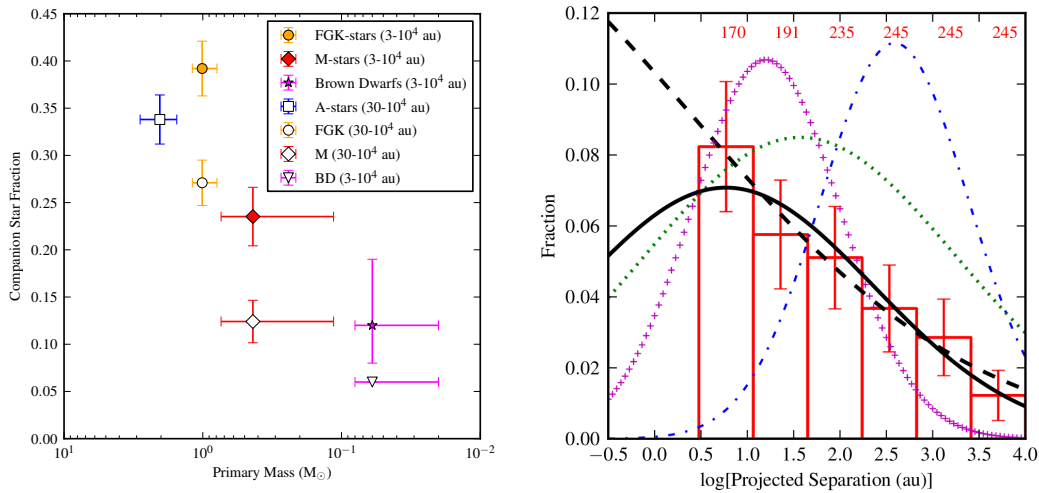 0.45
0.40
0.35
0.30
0.25
0.20
0.15
0.10
0.05
0.00
Companion Star Fraction
FGK-stars (3-10⁴ au)
M-stars (3-10⁴ au)
Brown Dwarfs (3-10⁴ au)
A-stars (30-10⁴ au)
FGK (30-10⁴ au)
M (30-10⁴ au)
BD (3-10⁴ au)
10¹ 10⁰ 10⁻¹ 10⁻²
Primary Mass (M☉)
0.12
0.10
0.08
0.06
0.04
0.02
0.00
Fraction
170 191 235 245 245 245
−0.5 0.0 0.5 1.0 1.5 2.0 2.5 3.0 3.5 4.0
log[Projected Separation (au)]